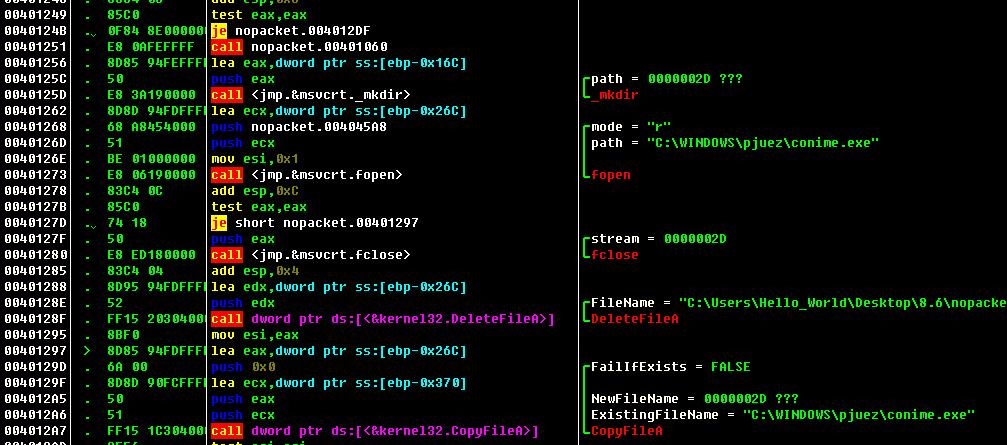 00401249 . 85C0 test eax,eax
0040124B .⌄ 0F84 8E00000 je nopacket.004012DF
00401251 . E8 0AFEFFFF call nopacket.00401060
00401256 . 8D85 94FEFFF lea eax,dword ptr ss:[ebp-0x16C]
0040125C . 50 push eax ┌path = 0000002D ???
0040125D . E8 3A190000 call <jmp.&msvcrt._mkdir> └_mkdir
00401262 . 8D8D 94FDFFF lea ecx,dword ptr ss:[ebp-0x26C]
00401268 . 68 A8454000 push nopacket.004045A8 ┌mode = "r"
0040126D . 51 push ecx path = "C:\WINDOWS\pjuez\conime.exe"
0040126E . BE 01000000 mov esi,0x1
00401273 . E8 06190000 call <jmp.&msvcrt.fopen> └fopen
00401278 . 83C4 0C add esp,0xC
0040127B . 85C0 test eax,eax
0040127D .⌄ 74 18 je short nopacket.00401297
0040127F . 50 push eax ┌stream = 0000002D
00401280 . E8 ED180000 call <jmp.&msvcrt.fclose> └fclose
00401285 . 83C4 04 add esp,0x4
00401288 . 8D95 94FDFFF lea edx,dword ptr ss:[ebp-0x26C]
0040128E . 52 push edx ┌FileName = "C:\Users\Hello_World\Desktop\8.6\nopacke
0040128F . FF15 2030400 call dword ptr ds:[<&kernel32.DeleteFileA>] └DeleteFileA
00401295 . 8BF0 mov esi,eax
00401297 > 8D85 94FDFFF lea eax,dword ptr ss:[ebp-0x26C]
0040129D . 6A 00 push 0x0 ┌FailIfExists = FALSE
0040129F . 8D8D 90FCFFF lea ecx,dword ptr ss:[ebp-0x370]
004012A5 . 50 push eax NewFileName = 0000002D ???
004012A6 . 51 push ecx ExistingFileName = "C:\WINDOWS\pjuez\conime.exe"
004012A7 . FF15 1C30400 call dword ptr ds:[<&kernel32.CopyFileA>] └CopyFileA